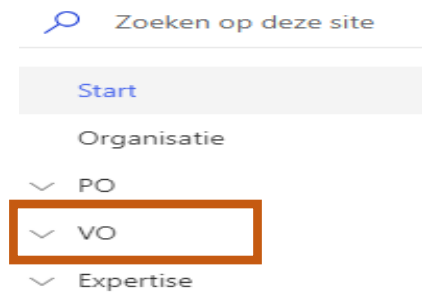 Zoeken op deze site
Start
Organisatie
PO
VO
Expertise